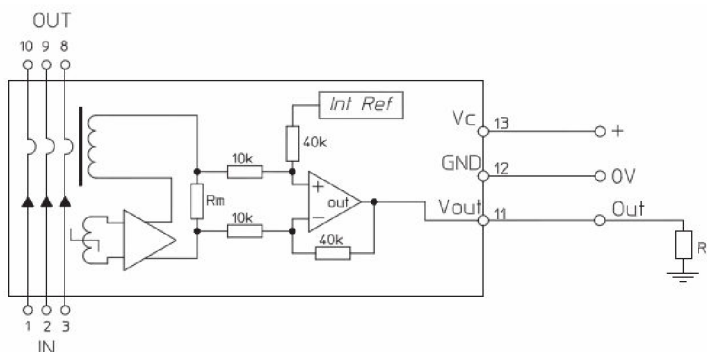 OUT
10 9 8
Int Ref
Vc 13 +
40k
10k
GND 12 0V
+
Rm
out
Vout 11 Out
10k
−
40k
R
1 2 3
IN